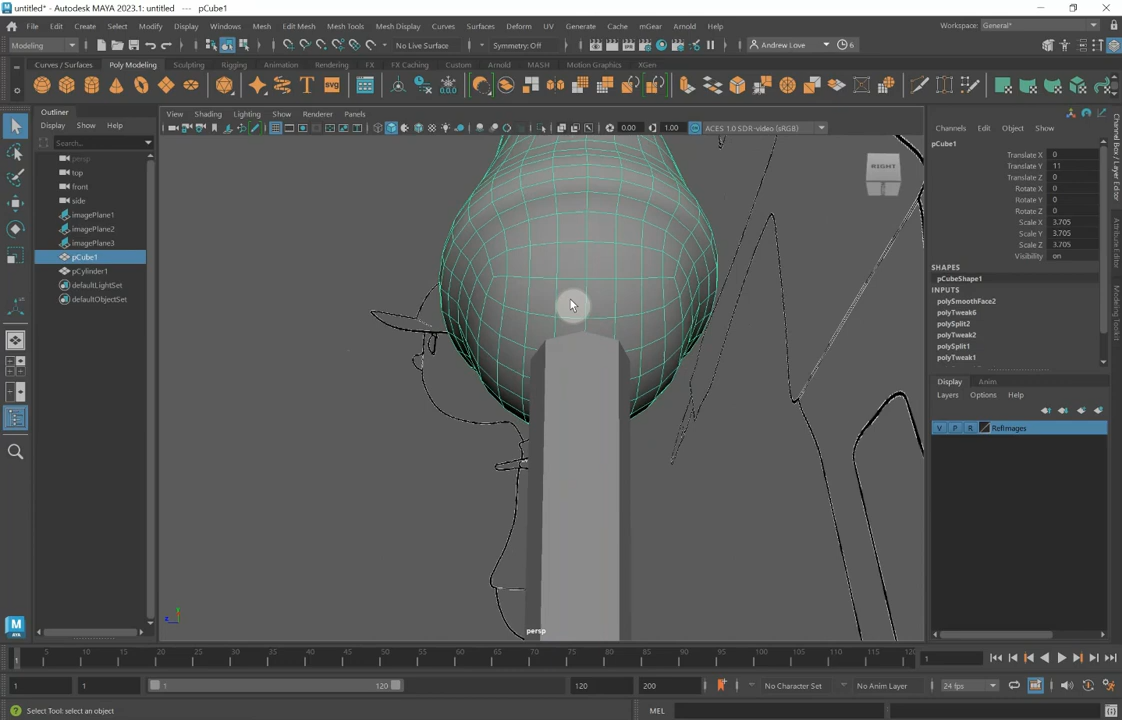 untitled* - Autodesk MAYA 2023.1: untitled --- pCube1
File Edit Create Select Modify Display Windows Mesh Edit Mesh Mesh Tools Mesh Display Curves Surfaces Deform UV Generate Cache mGear Arnold Help
Workspace: General*
Modeling No Live Surface Symmetry: Off Andrew Love 6
Curves / Surfaces Poly Modeling Sculpting Rigging Animation Rendering FX FX Caching Custom Arnold MASH Motion Graphics XGen
Outliner
Display Show Help
Search...
persp
top
front
side
imagePlane1
imagePlane2
imagePlane3
pCube1
pCylinder1
defaultLightSet
defaultObjectSet
View Shading Lighting Show Renderer Panels
0.00 1.00 ACES 1.0 SDR-video (sRGB)
RIGHT
persp
Channels Edit Object Show
pCube1
Translate X 0
Translate Y 11
Translate Z 0
Rotate X 0
Rotate Y 0
Rotate Z 0
Scale X 3.705
Scale Y 3.705
Scale Z 3.705
Visibility on
SHAPES
pCubeShape1
INPUTS
polySmoothFace2
polyTweak6
polySplit2
polyTweak2
polySplit1
polyTweak1
Display Anim
Layers Options Help
V P R RefImages
Channel Box / Layer Editor
Attribute Editor
Modeling Toolkit
5 10 15 20 25 30 35 40 45 50 55 60 65 70 75 80 85 90 95 100 105 110 115 120
1
1 1 1 120 120 200 No Character Set No Anim Layer 24 fps
Select Tool: select an object
MEL